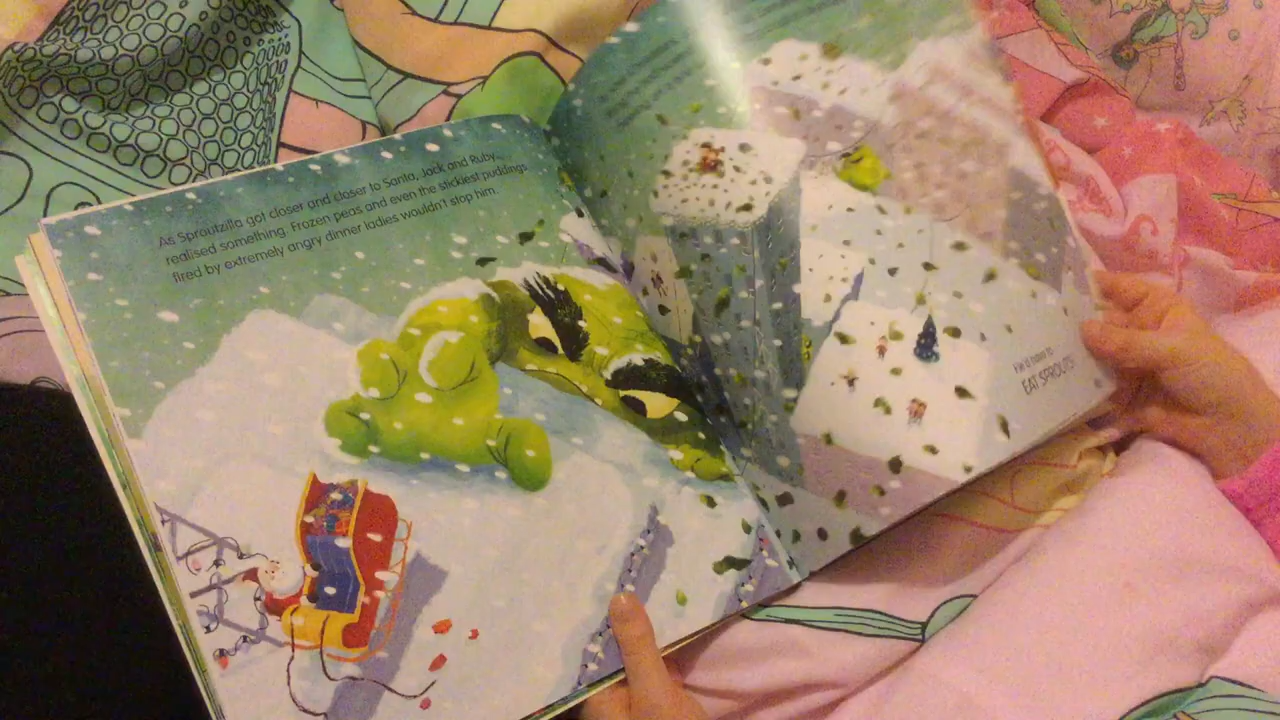 As Sproutzilla got closer and closer to Santa, Jack and Ruby
realised something. Frozen peas and even the stickiest puddings
fired by extremely angry dinner ladies wouldn't stop him.
EAT SPROUTS!